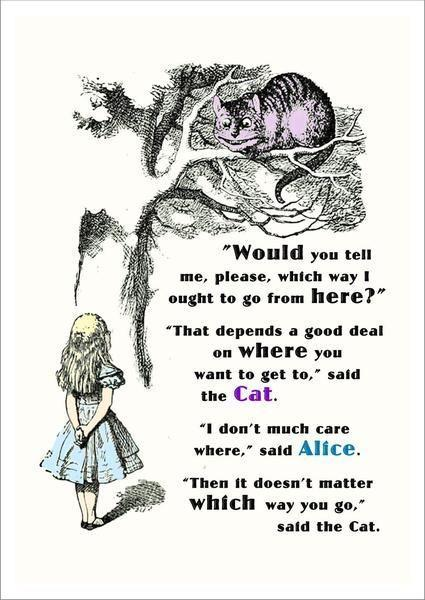 "Would you tell
me, please, which way I
ought to go from here?"
"That depends a good deal
on where you
want to get to," said
the Cat.
"I don't much care
where," said Alice.
"Then it doesn't matter
which way you go,"
said the Cat.